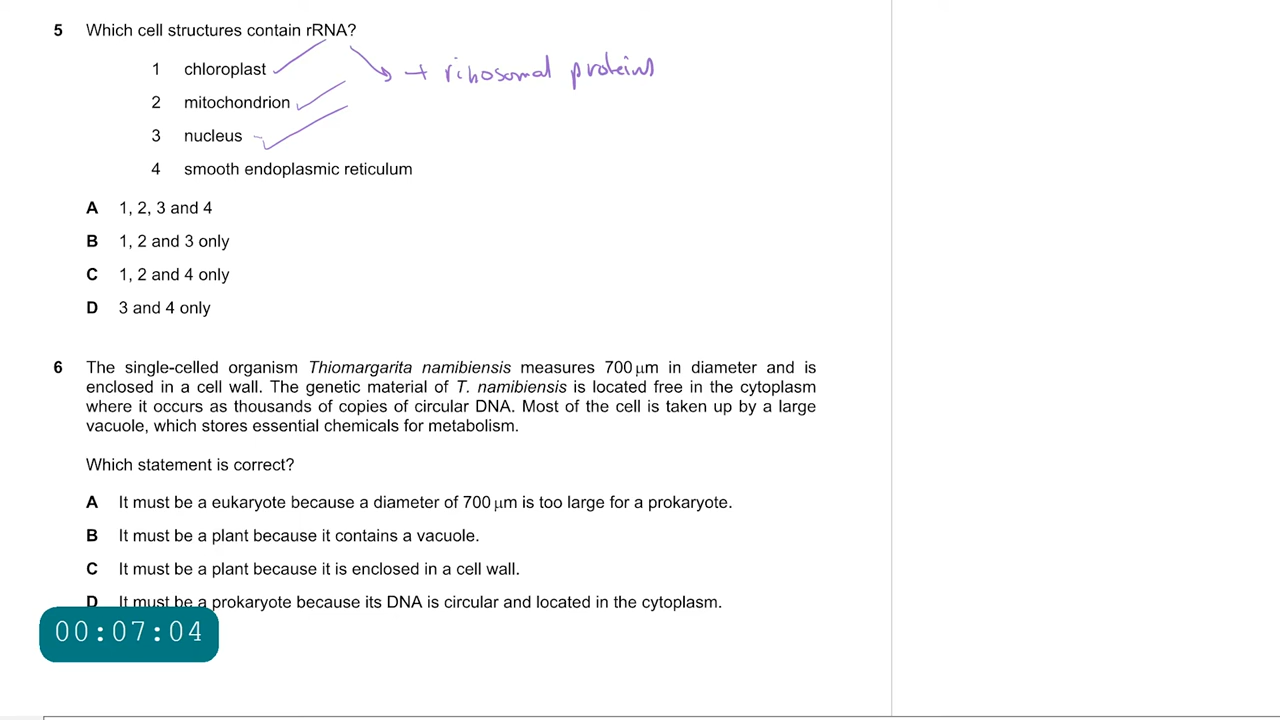 5 Which cell structures contain rRNA?
1 chloroplast + ribosomal proteins
2 mitochondrion
3 nucleus
4 smooth endoplasmic reticulum
A 1, 2, 3 and 4
B 1, 2 and 3 only
C 1, 2 and 4 only
D 3 and 4 only
6 The single-celled organism Thiomargarita namibiensis measures 700 μm in diameter and is
enclosed in a cell wall. The genetic material of T. namibiensis is located free in the cytoplasm
where it occurs as thousands of copies of circular DNA. Most of the cell is taken up by a large
vacuole, which stores essential chemicals for metabolism.
Which statement is correct?
A It must be a eukaryote because a diameter of 700 μm is too large for a prokaryote.
B It must be a plant because it contains a vacuole.
C It must be a plant because it is enclosed in a cell wall.
D It must be a prokaryote because its DNA is circular and located in the cytoplasm.
00:07:04